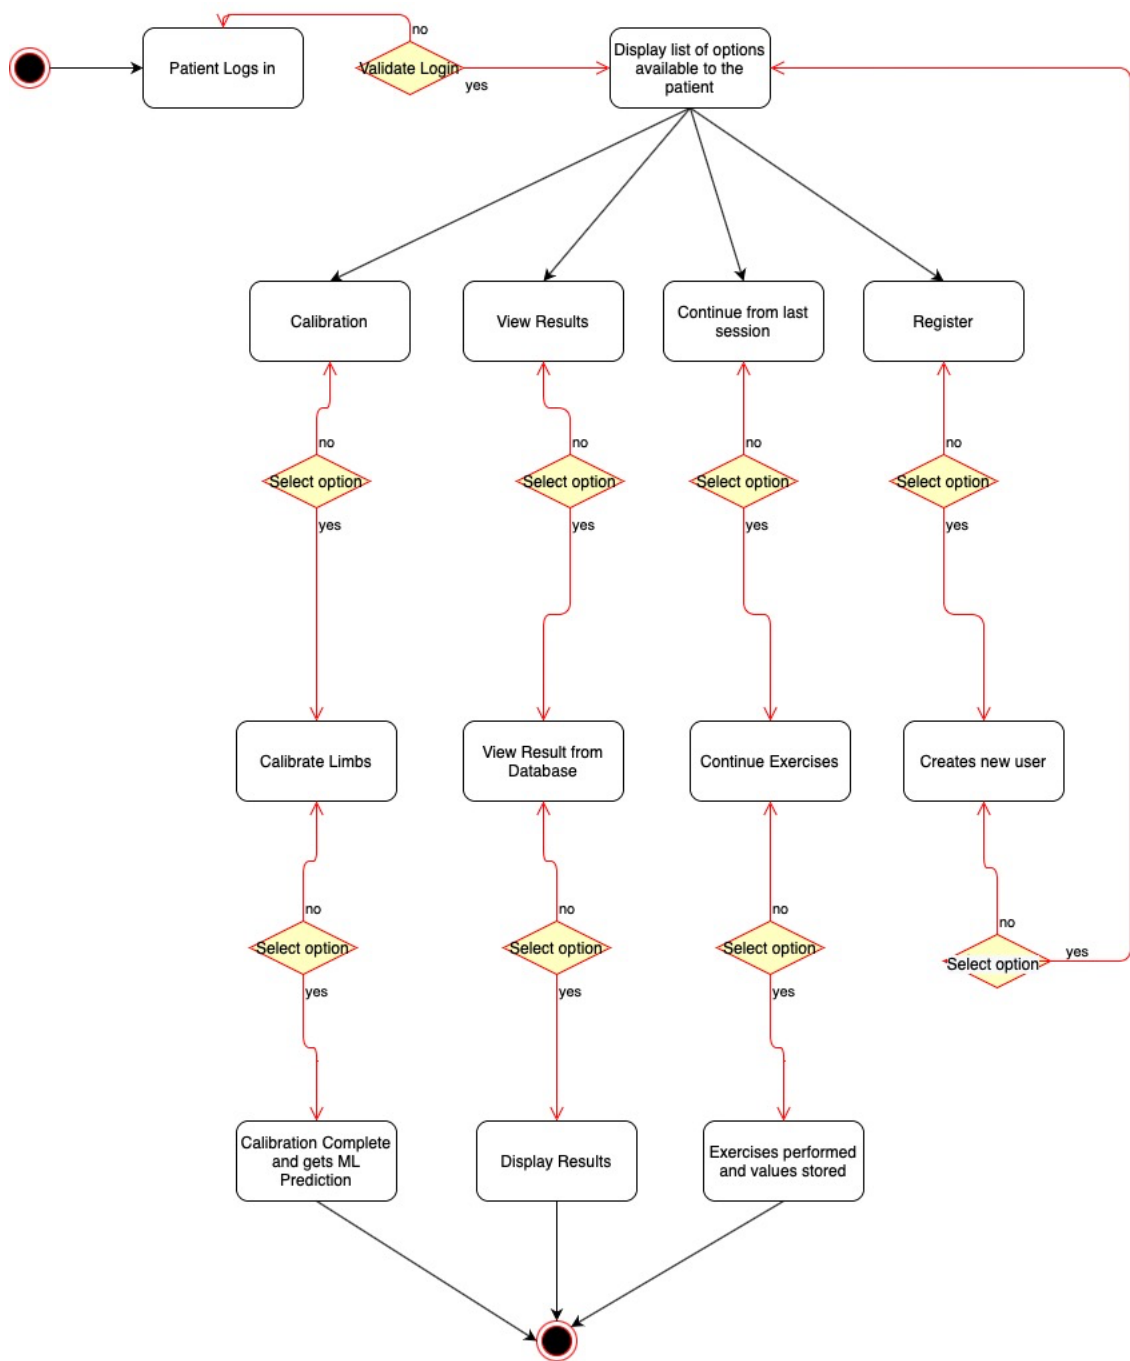 no
Patient Logs in
Validate Login
yes
Display list of options
available to the
patient
Calibration
View Results
Continue from last
session
Register
no
no
no
no
Select option
Select option
Select option
Select option
yes
yes
yes
yes
Calibrate Limbs
View Result from
Database
Continue Exercises
Creates new user
no
no
no
no
Select option
Select option
Select option
Select option
yes
yes
yes
yes
Calibration Complete
and gets ML
Prediction
Display Results
Exercises performed
and values stored